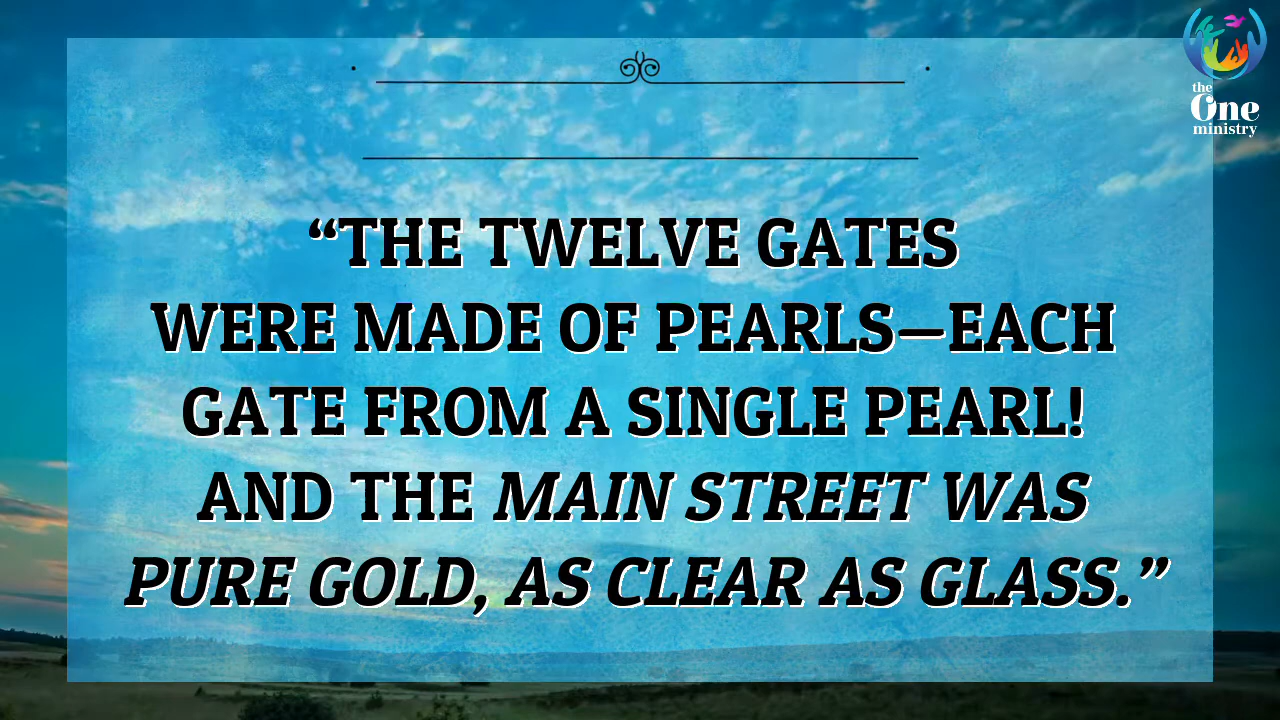 the
One
ministry
“THE TWELVE GATES
WERE MADE OF PEARLS—EACH
GATE FROM A SINGLE PEARL!
AND THE MAIN STREET WAS
PURE GOLD, AS CLEAR AS GLASS.”